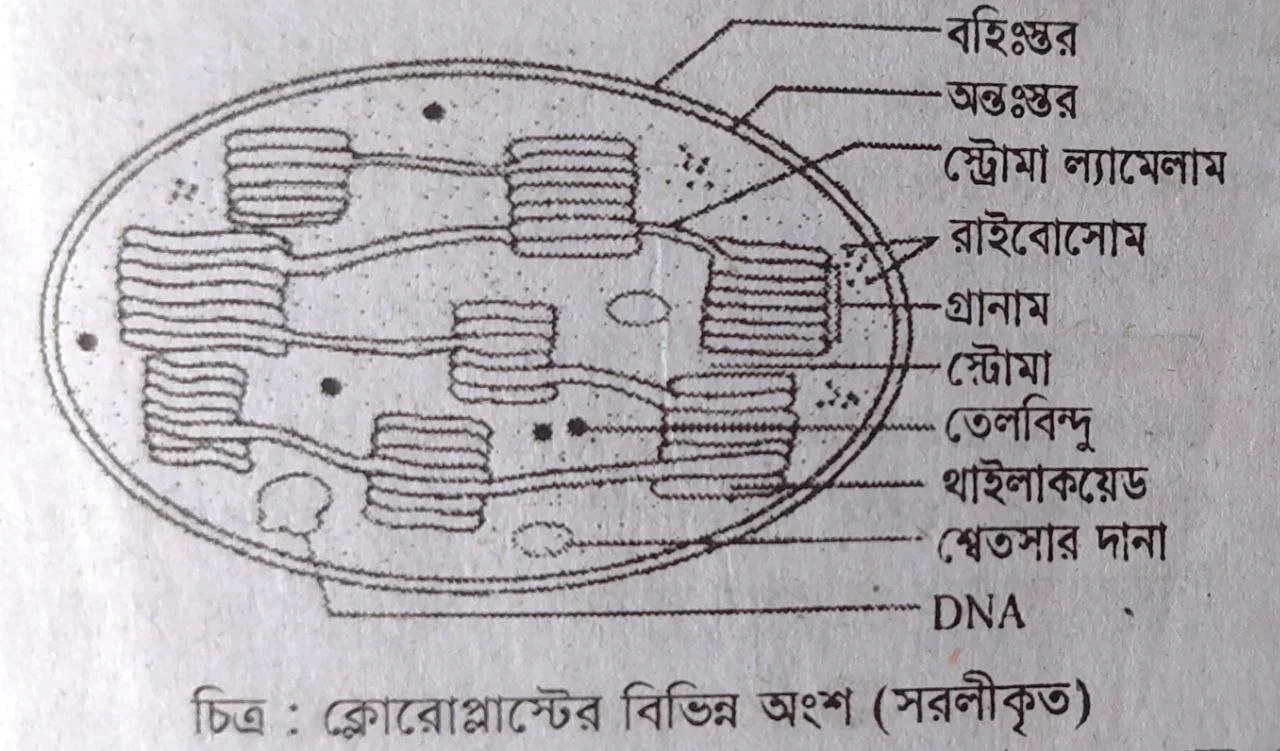 বহিঃস্তর
অন্তঃস্তর
স্ট্রোমা ল্যামেলাম
রাইবোসোম
গ্রানাম
স্ট্রোমা
তেলবিন্দু
থাইলাকয়েড
শ্বেতসার দানা
DNA
চিত্র : ক্লোরোপ্লাস্টের বিভিন্ন অংশ (সরলীকৃত)